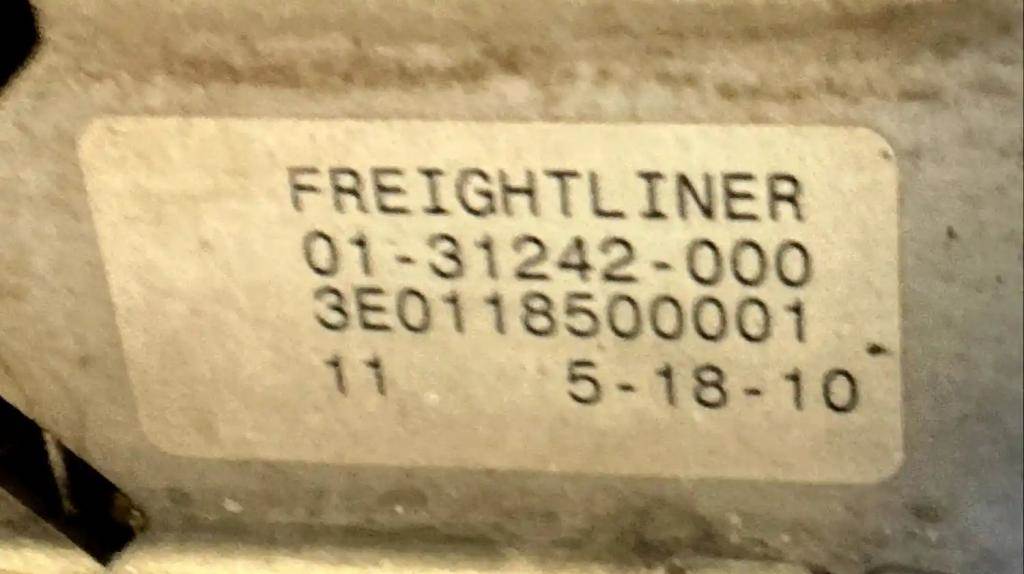 FREIGHTLINER
01-31242-000
3E0118500001
11 5-18-10